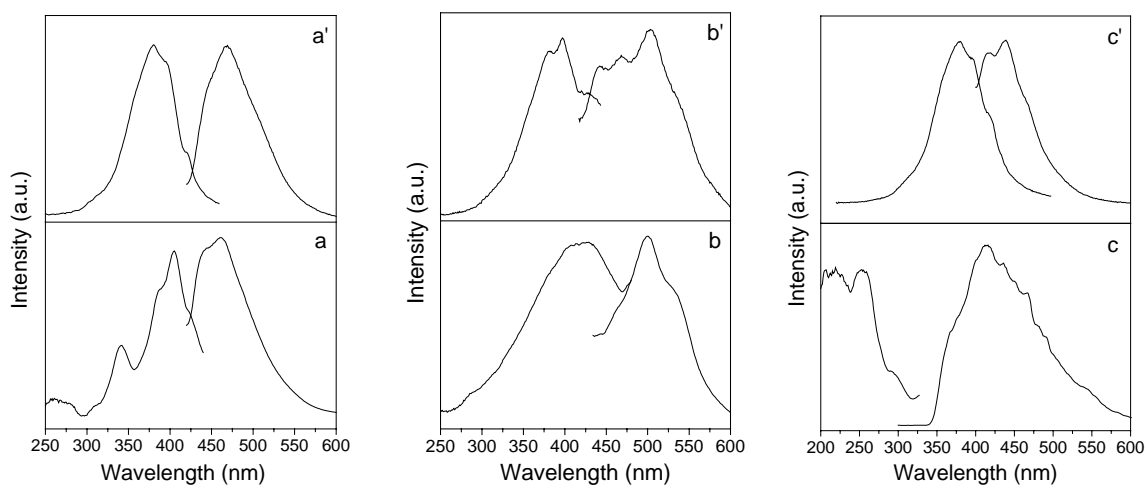 a'
a
Intensity (a.u.)
250 300 350 400 450 500 550 600
Wavelength (nm)
b'
b
Intensity (a.u.)
250 300 350 400 450 500 550 600
Wavelength (nm)
c'
c
Intensity (a.u.)
200 250 300 350 400 450 500 550 600
Wavelength (nm)